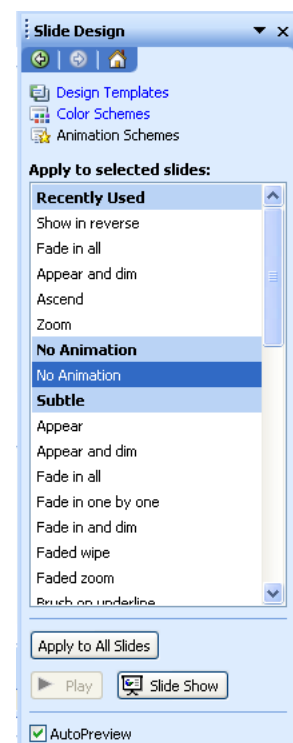 Slide Design
Design Templates
Color Schemes
Animation Schemes
Apply to selected slides:
Recently Used
Show in reverse
Fade in all
Appear and dim
Ascend
Zoom
No Animation
No Animation
Subtle
Appear
Appear and dim
Fade in all
Fade in one by one
Fade in and dim
Faded wipe
Faded zoom
Brush on underline
Apply to All Slides
Play Slide Show
AutoPreview